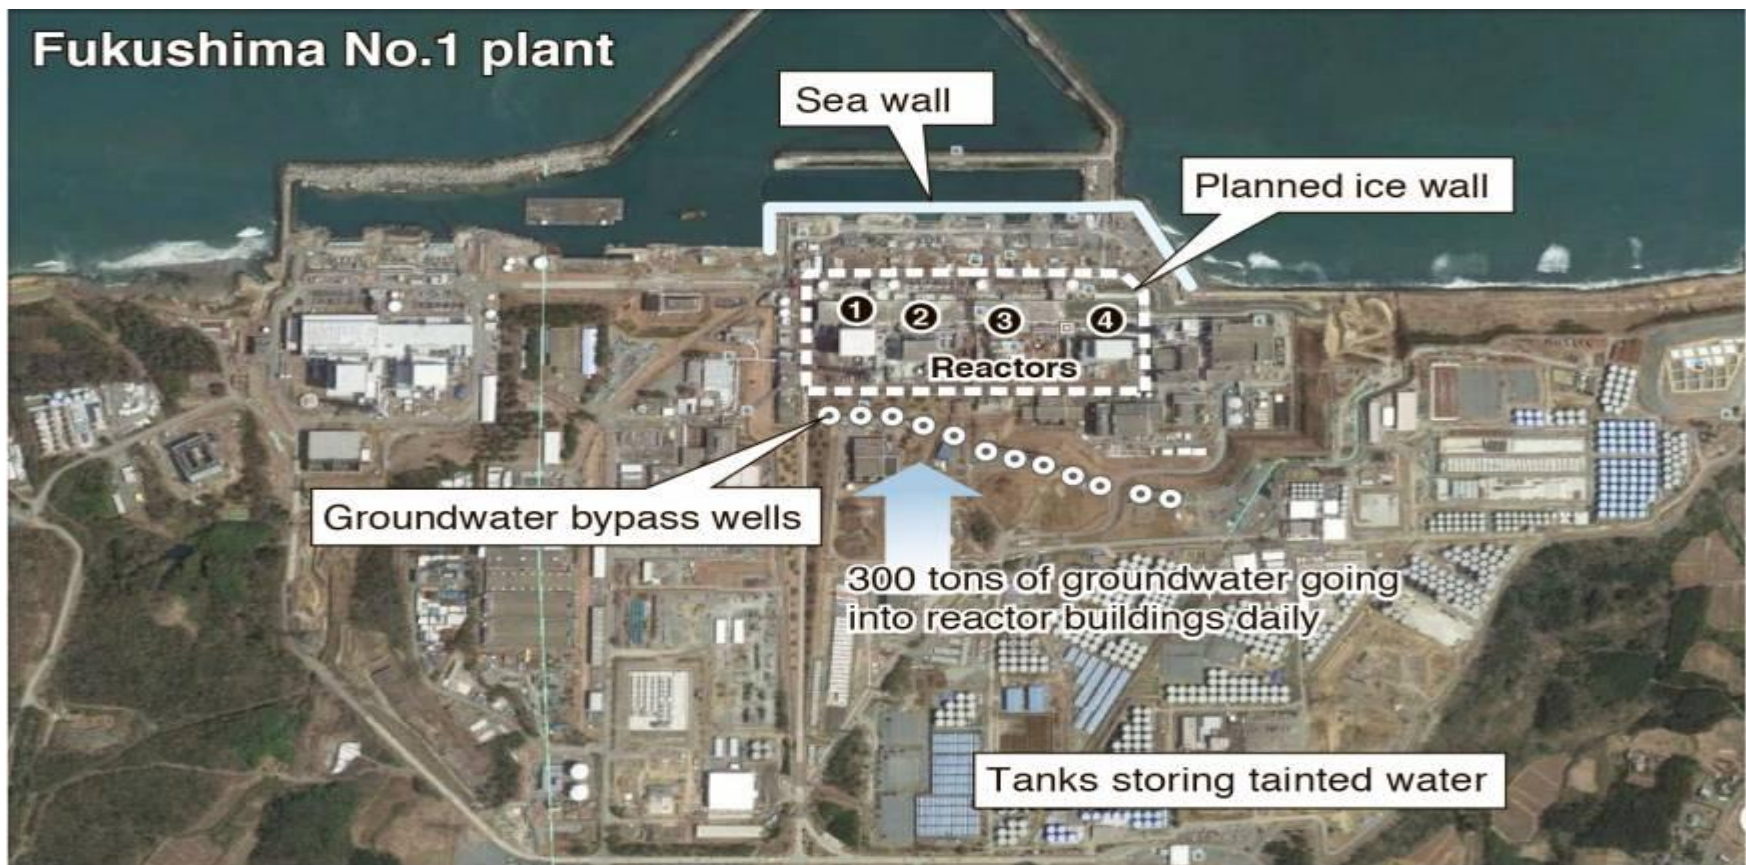 Fukushima No.1 plant
Sea wall
Planned ice wall
1
2
3
4
Reactors
Groundwater bypass wells
300 tons of groundwater going
into reactor buildings daily
Tanks storing tainted water